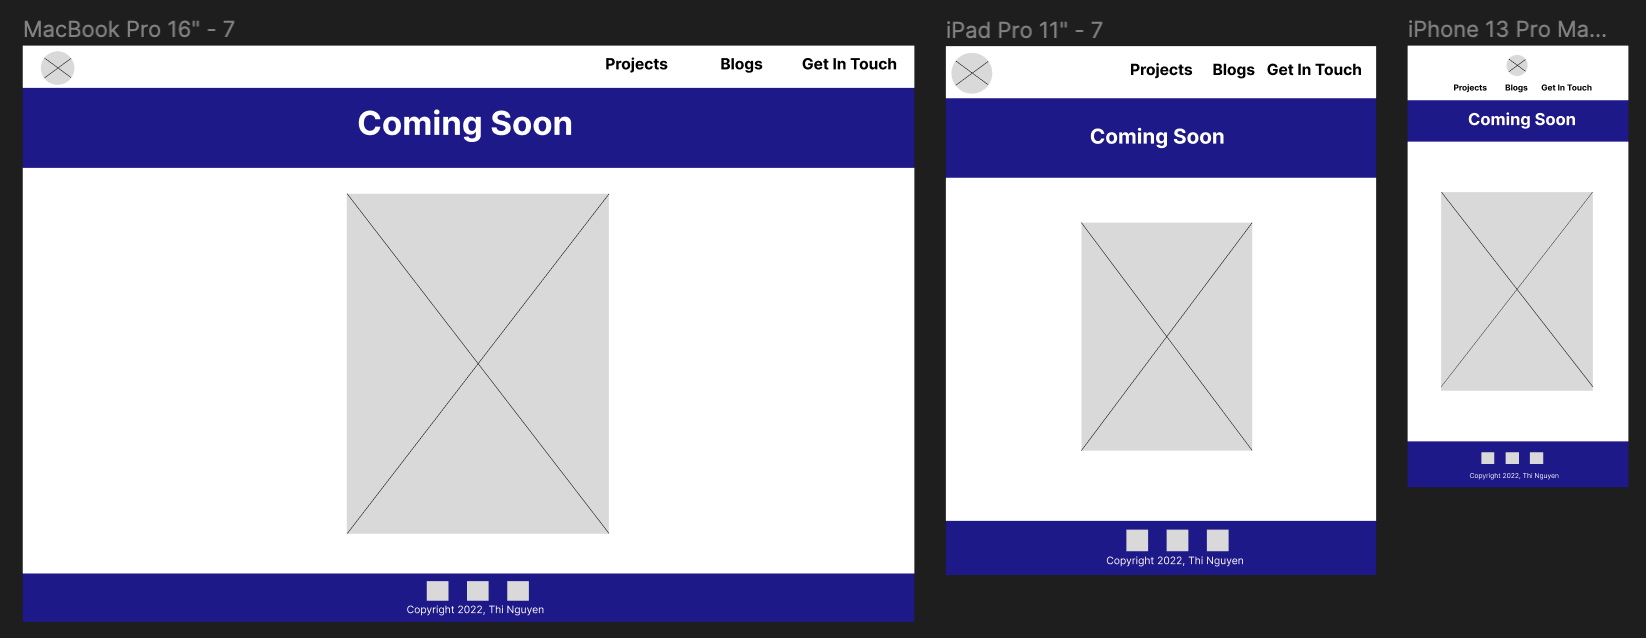 MacBook Pro 16" - 7
Projects Blogs Get In Touch
Coming Soon
Copyright 2022, Thi Nguyen
iPad Pro 11" - 7
Projects Blogs Get In Touch
Coming Soon
Copyright 2022, Thi Nguyen
iPhone 13 Pro Ma...
Projects Blogs Get In Touch
Coming Soon
Copyright 2022, Thi Nguyen